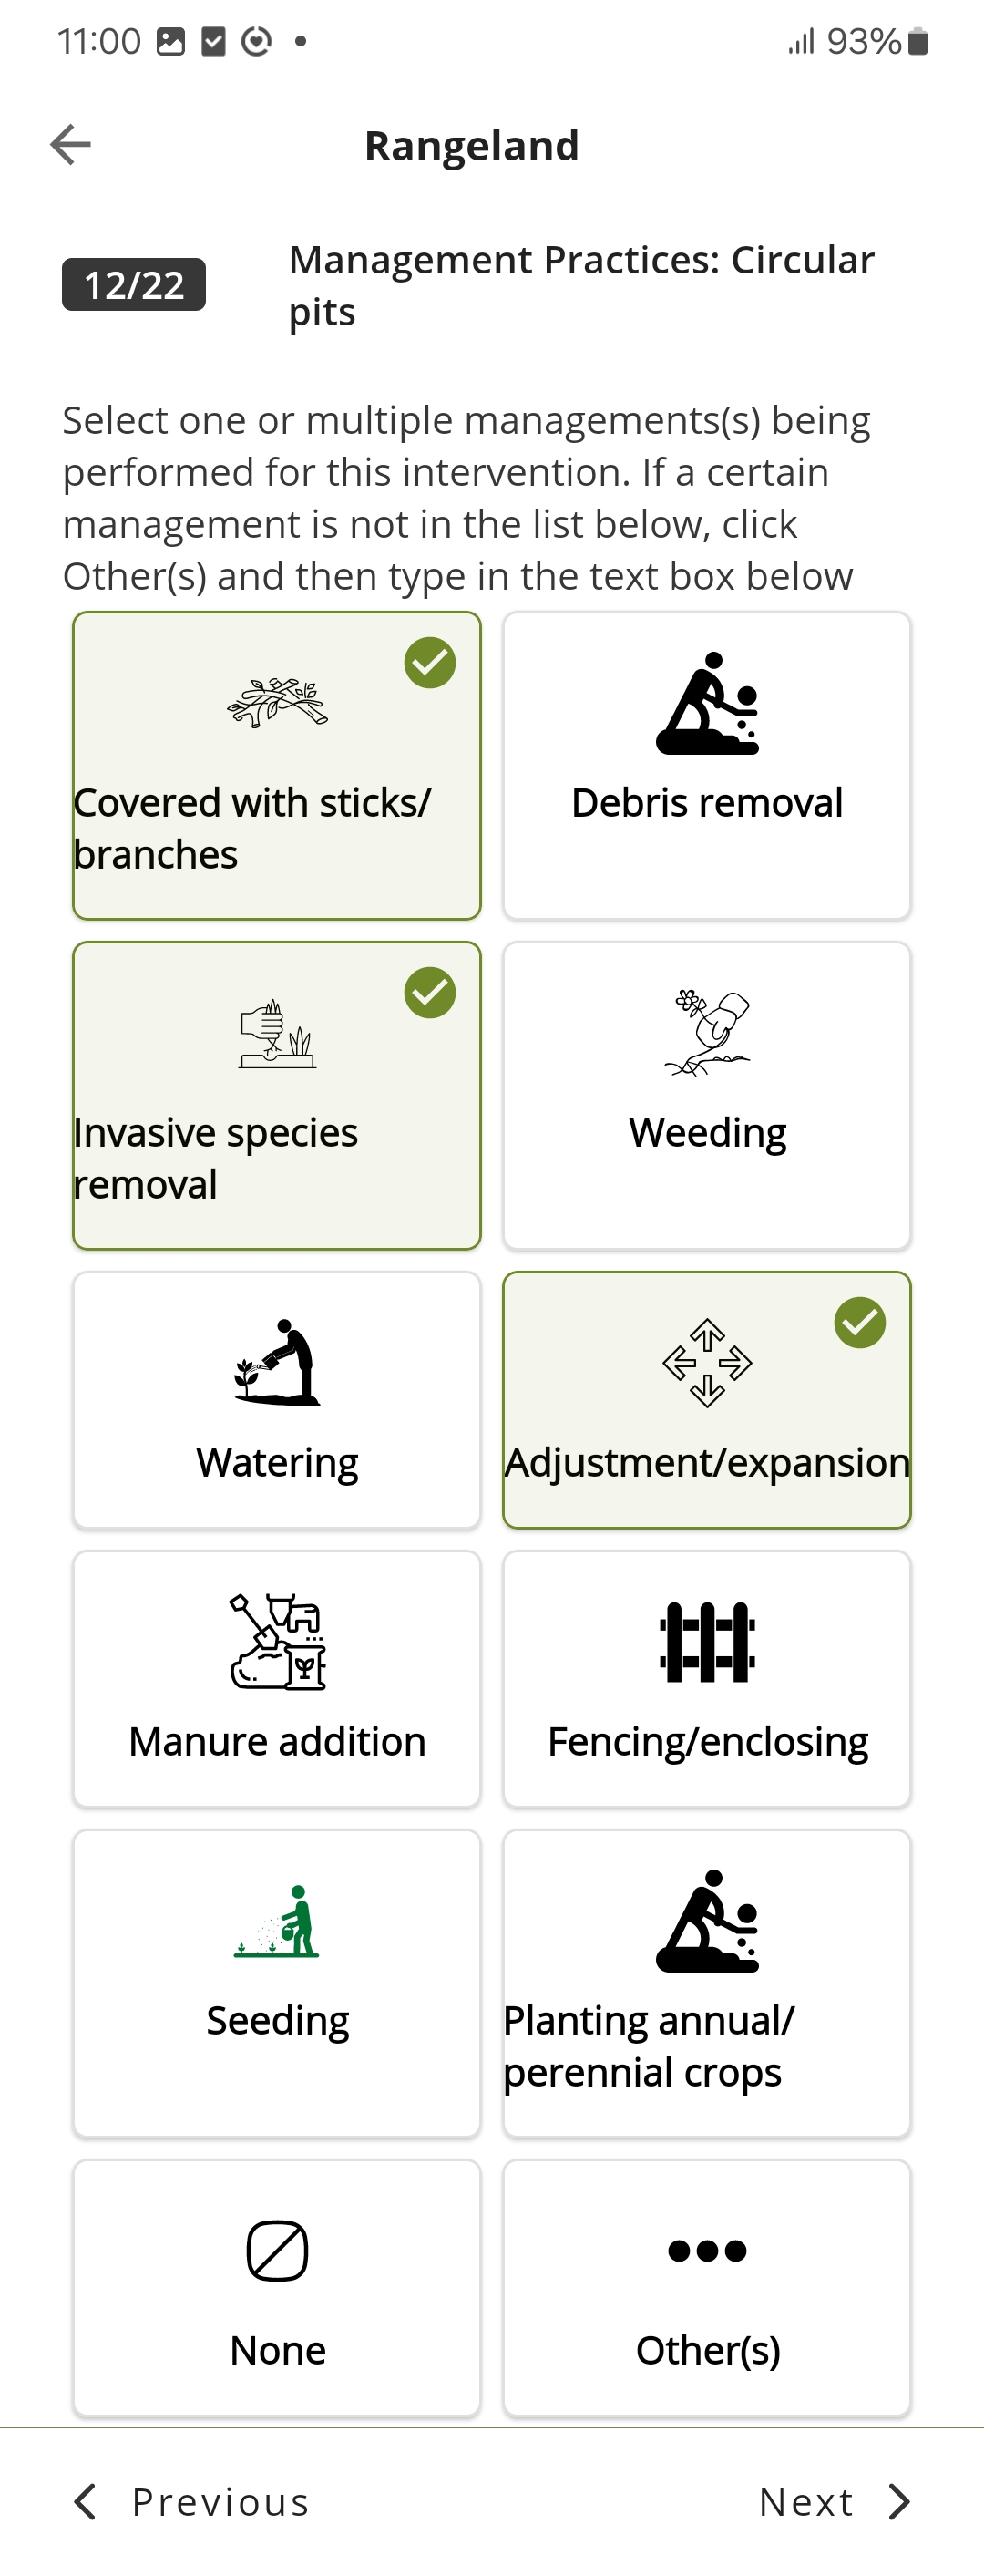 11:00
93%
Rangeland
12/22
Management Practices: Circular
pits
Select one or multiple managements(s) being
performed for this intervention. If a certain
management is not in the list below, click
Other(s) and then type in the text box below
Covered with sticks/
branches
Debris removal
Invasive species
removal
Weeding
Watering
Adjustment/expansion
Manure addition
Fencing/enclosing
Seeding
Planting annual/
perennial crops
None
Other(s)
Previous
Next